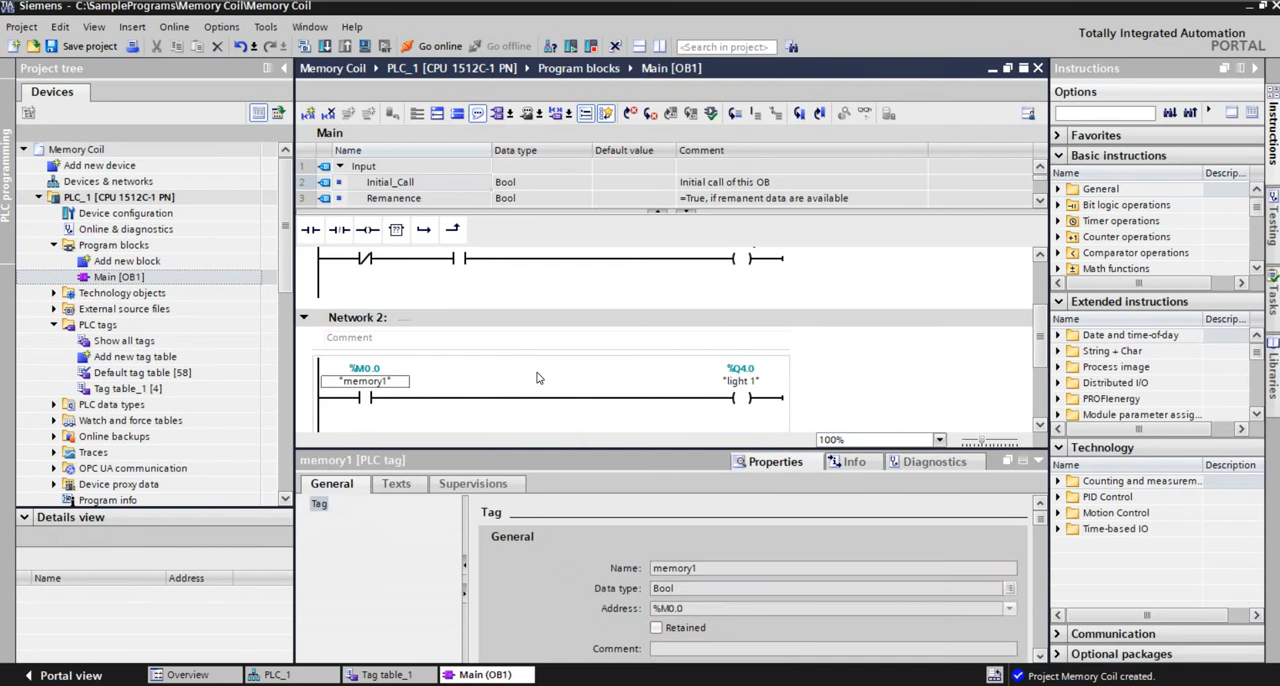 Siemens - C:\SamplePrograms\Memory Coil\Memory Coil
Project Edit View Insert Online Options Tools Window Help
Totally Integrated Automation
PORTAL
Save project
Go online
Go offline
<Search in project>
Project tree
Memory Coil PLC_1 [CPU 1512C-1 PN] Program blocks Main [OB1]
Instructions
Devices
Options
Main
Name Data type Default value Comment
1 Input
2 Initial_Call Bool Initial call of this OB
3 Remanence Bool =True, if remanent data are available
Memory Coil
Add new device
Devices & networks
PLC_1 [CPU 1512C-1 PN]
Device configuration
Online & diagnostics
Program blocks
Add new block
Main [OB1]
Technology objects
External source files
PLC tags
Show all tags
Add new tag table
Default tag table [58]
Tag table_1 [4]
PLC data types
Watch and force tables
Online backups
Traces
OPC UA communication
Device proxy data
Program info
Details view
Name Address
??
Network 2:
Comment
%M0.0
"memory1"
%Q4.0
"light 1"
100%
memory1 [PLC tag]
Properties Info Diagnostics
General Texts Supervisions
Tag
Tag
General
Name: memory1
Data type: Bool
Address: %M0.0
Retained
Comment:
Favorites
Basic instructions
Name Descrip...
General
Bit logic operations
Timer operations
Counter operations
Comparator operations
Math functions
Extended instructions
Name Descrip...
Date and time-of-day
String + Char
Process image
Distributed I/O
PROFIenergy
Module parameter assig...
Technology
Name Description
Counting and measurem...
PID Control
Motion Control
Time-based IO
Communication
Optional packages
PLC programming
Instructions
Testing
Tasks
Libraries
Portal view Overview PLC_1 Tag table_1 Main (OB1) Project Memory Coil created.